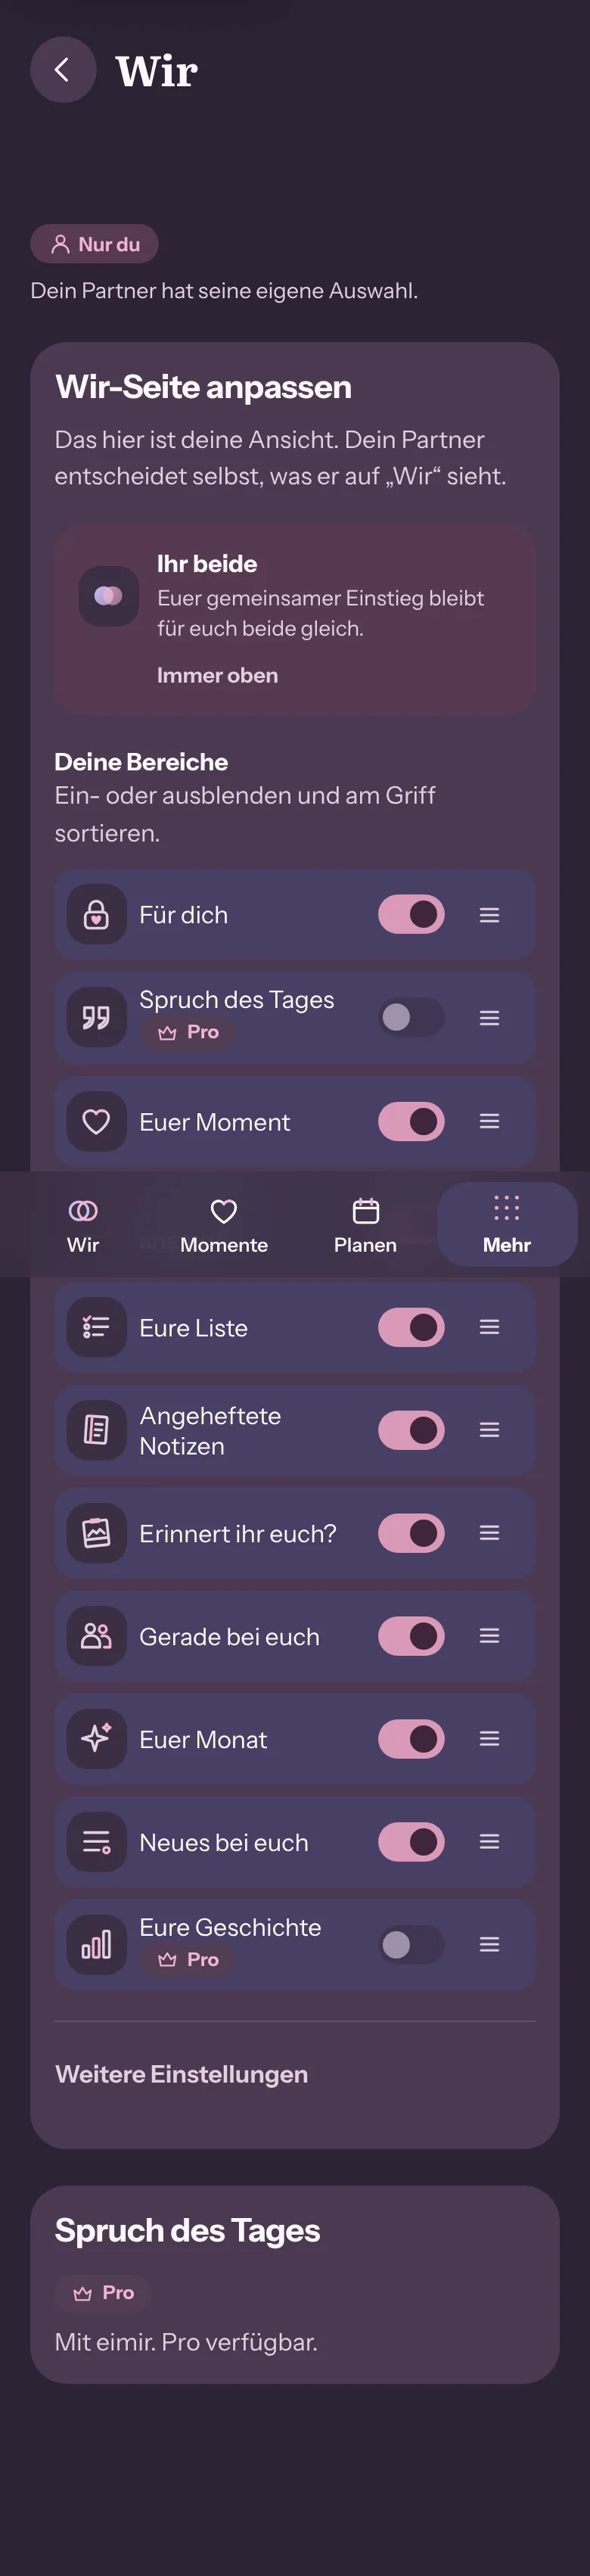 Wir
Nur du
Dein Partner hat seine eigene Auswahl.
Wir-Seite anpassen
Das hier ist deine Ansicht. Dein Partner
entscheidet selbst, was er auf „Wir“ sieht.
Ihr beide
Euer gemeinsamer Einstieg bleibt
für euch beide gleich.
Immer oben
Deine Bereiche
Ein- oder ausblenden und am Griff
sortieren.
Für dich
Spruch des Tages
Pro
Euer Moment
Wir
Momente
Planen
Mehr
Eure Liste
Angeheftete
Notizen
Erinnert ihr euch?
Gerade bei euch
Euer Monat
Neues bei euch
Eure Geschichte
Pro
Weitere Einstellungen
Spruch des Tages
Pro
Mit eimir. Pro verfügbar.